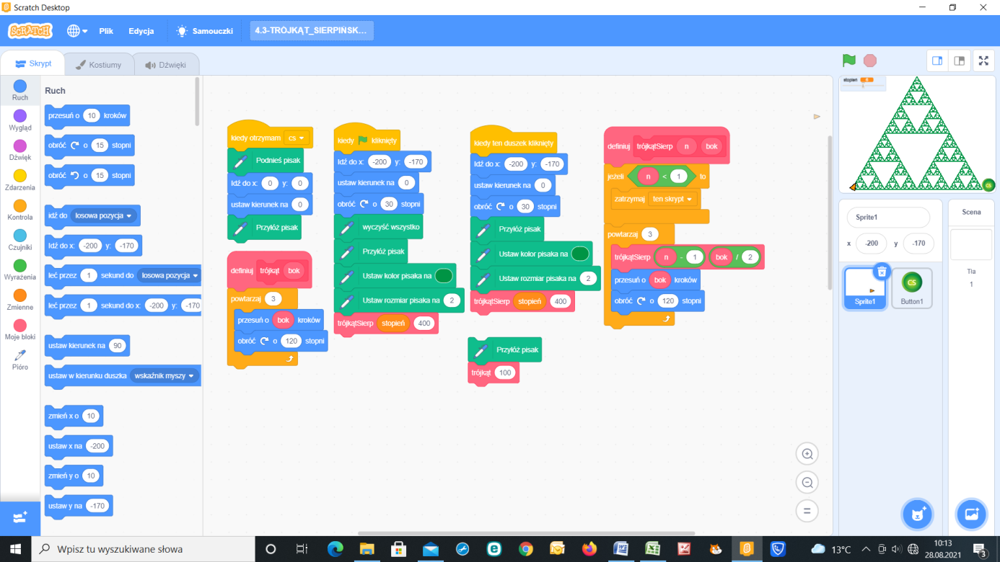 Scratch Desktop
SCRATCH
Plik
Edycja
Samouczki
4.3-TRÓJKĄT_SIERPIŃSK...
Skrypt
Kostiumy
Dźwięki
Ruch
Wygląd
Dźwięk
Zdarzenia
Kontrola
Czujniki
Wyrażenia
Zmienne
Moje bloki
Pióro
Ruch
przesuń o 10 kroków
obróć o 15 stopni
obróć o 15 stopni
idź do losowa pozycja
Idź do x: -200 y: -170
leć przez 1 sekund do losowa pozycja
leć przez 1 sekund do x: -200 y: -170
ustaw kierunek na 90
ustaw w kierunku duszka wskaźnik myszy
zmień x o 10
ustaw x na -200
zmień y o 10
ustaw y na -170
kiedy otrzymam cs
Podnieś pisak
Idź do x: 0 y: 0
ustaw kierunek na 0
Przyłóż pisak
definiuj trójkąt bok
powtarzaj 3
przesuń o bok kroków
obróć o 120 stopni
kiedy kliknięty
Idź do x: -200 y: -170
ustaw kierunek na 0
obróć o 30 stopni
wyczyść wszystko
Przyłóż pisak
Ustaw kolor pisaka na
Ustaw rozmiar pisaka na 2
trójkątSierp stopień 400
kiedy ten duszek kliknięty
Idź do x: -200 y: -170
ustaw kierunek na 0
obróć o 30 stopni
Przyłóż pisak
Ustaw kolor pisaka na
Ustaw rozmiar pisaka na 2
trójkątSierp stopień 400
Przyłóż pisak
trójkąt 100
definiuj trójkątSierp n bok
jeżeli n < 1 to
zatrzymaj ten skrypt
powtarzaj 3
trójkątSierp n - 1 bok / 2
przesuń o bok kroków
obróć o 120 stopni
stopień
CS
Sprite1
x -200 y -170
Scena
Tła
1
Sprite1
CS
Button1
Wpisz tu wyszukiwane słowa
13°C
10:13
28.08.2021
3